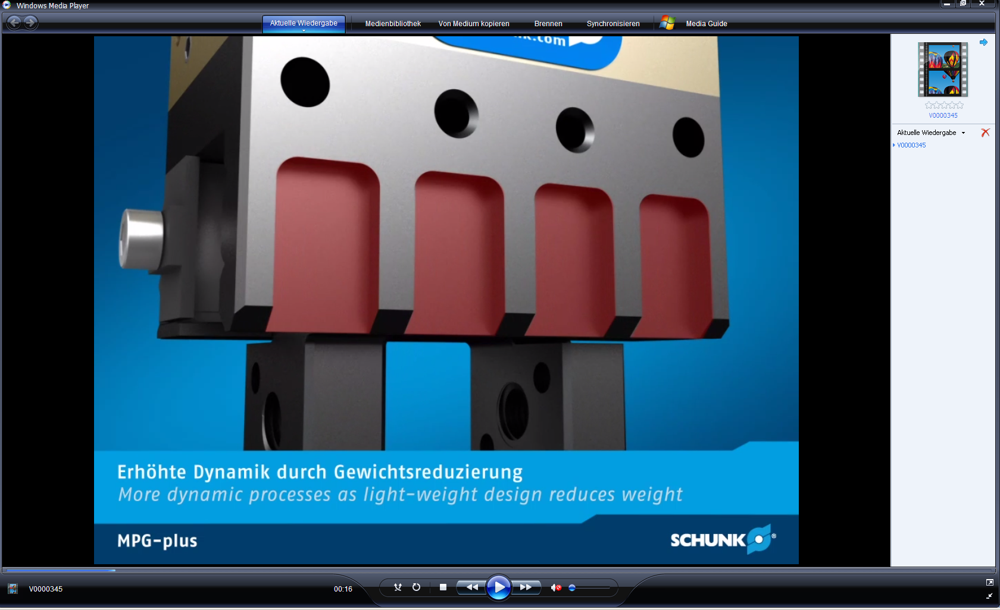 Windows Media Player
Aktuelle Wiedergabe
Medienbibliothek
Von Medium kopieren
Brennen
Synchronisieren
Media Guide
k.com
V0000345
Aktuelle Wiedergabe
V0000345
Erhöhte Dynamik durch Gewichtsreduzierung
More dynamic processes as light-weight design reduces weight
MPG-plus
SCHUNK®
V0000345
00:16